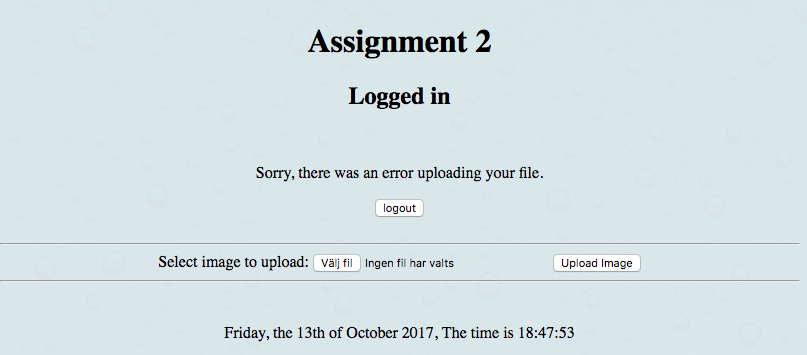 Assignment 2
Logged in
Sorry, there was an error uploading your file.
logout
Select image to upload: Välj fil Ingen fil har valts Upload Image
Friday, the 13th of October 2017, The time is 18:47:53